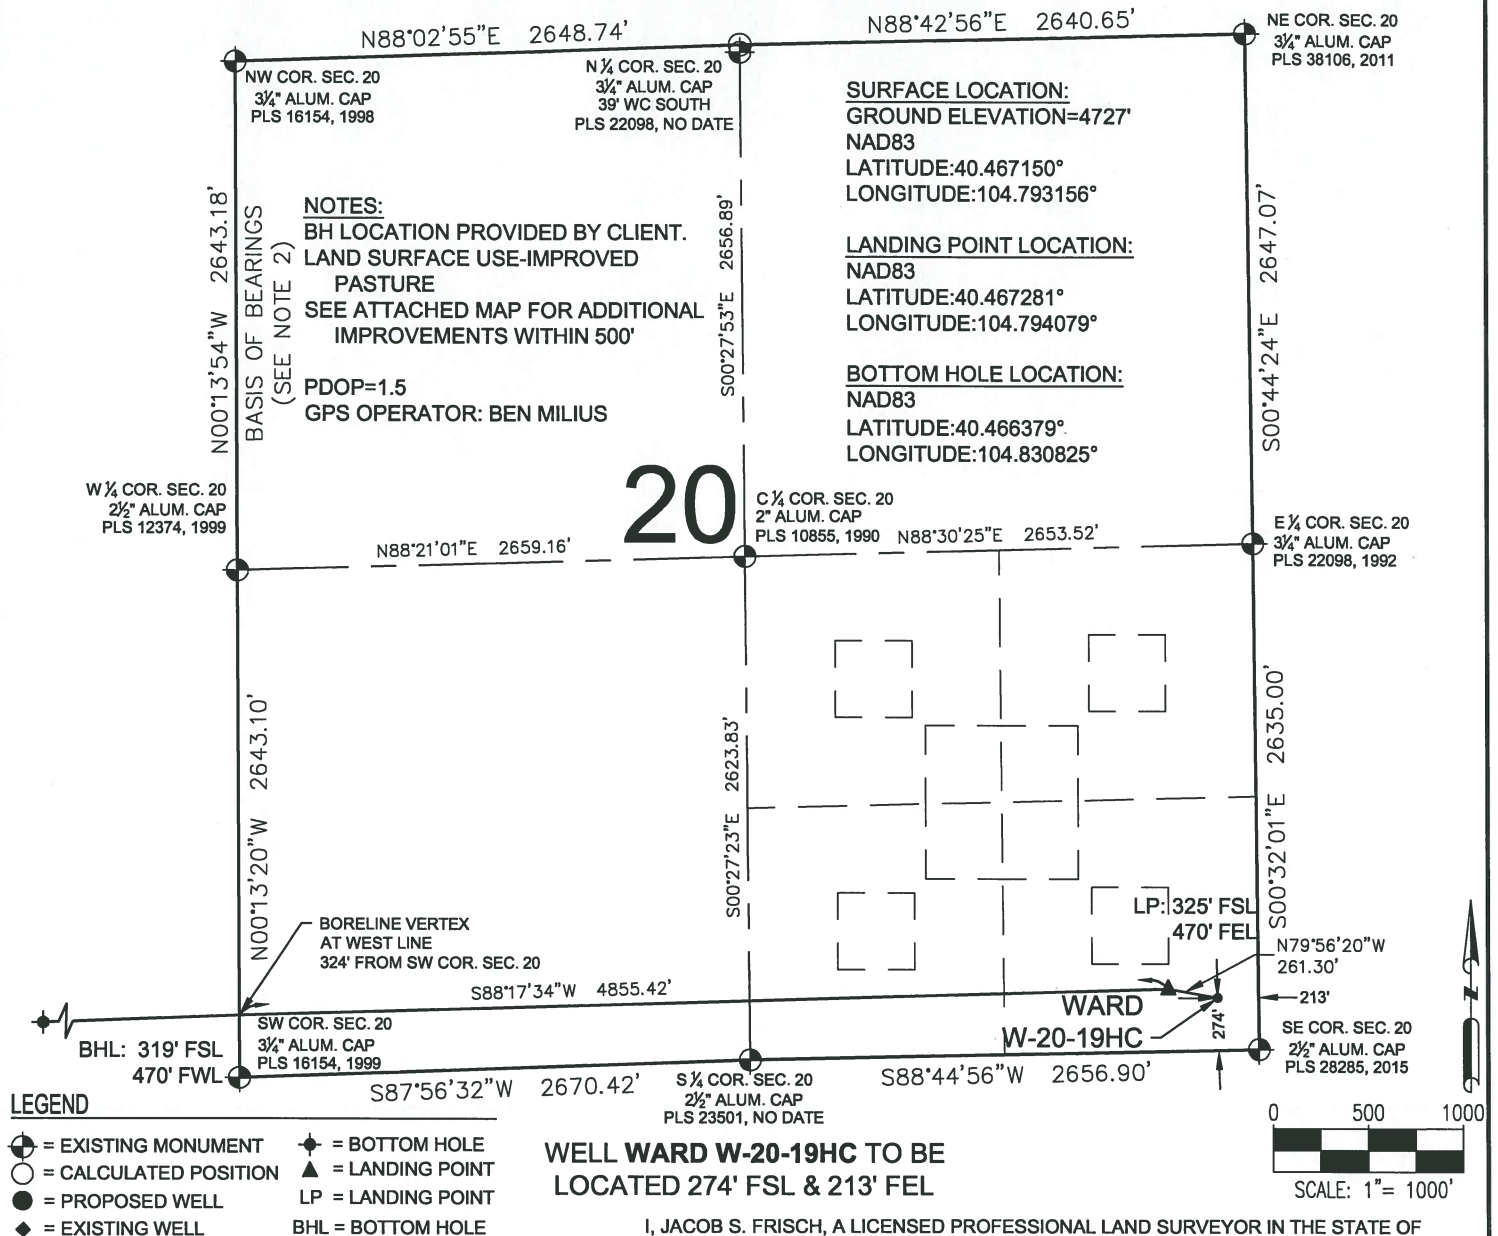 N88°02'55"E 2648.74'
N88°42'56"E 2640.65'
NE COR. SEC. 20
3¼" ALUM. CAP
PLS 38106, 2011
NW COR. SEC. 20
3¼" ALUM. CAP
PLS 16154, 1998
N ¼ COR. SEC. 20
3¼" ALUM. CAP
39' WC SOUTH
PLS 22098, NO DATE
SURFACE LOCATION:
GROUND ELEVATION=4727'
NAD83
LATITUDE:40.467150°
LONGITUDE:104.793156°
LANDING POINT LOCATION:
NAD83
LATITUDE:40.467281°
LONGITUDE:104.794079°
BOTTOM HOLE LOCATION:
NAD83
LATITUDE:40.466379°
LONGITUDE:104.830825°
N00°13'54"W 2643.18'
BASIS OF BEARINGS
(SEE NOTE 2)
NOTES:
BH LOCATION PROVIDED BY CLIENT.
LAND SURFACE USE-IMPROVED
PASTURE
SEE ATTACHED MAP FOR ADDITIONAL
IMPROVEMENTS WITHIN 500'
PDOP=1.5
GPS OPERATOR: BEN MILIUS
S00°27'53"E 2656.89'
S00°44'24"E 2647.07'
W ¼ COR. SEC. 20
2½" ALUM. CAP
PLS 12374, 1999
20
C ¼ COR. SEC. 20
2" ALUM. CAP
PLS 10855, 1990
N88°21'01"E 2659.16'
N88°30'25"E 2653.52'
E ¼ COR. SEC. 20
3¼" ALUM. CAP
PLS 22098, 1992
N00°13'20"W 2643.10'
S00°27'23"E 2623.83'
S00°32'01"E 2635.00'
LP: 325' FSL
470' FEL
N79°56'20"W
261.30'
BORELINE VERTEX
AT WEST LINE
324' FROM SW COR. SEC. 20
S88°17'34"W 4855.42'
WARD
W-20-19HC
274'
213'
BHL: 319' FSL
470' FWL
SW COR. SEC. 20
3¼" ALUM. CAP
PLS 16154, 1999
SE COR. SEC. 20
2½" ALUM. CAP
PLS 28285, 2015
S87°56'32"W 2670.42'
S ¼ COR. SEC. 20
2½" ALUM. CAP
PLS 23501, NO DATE
S88°44'56"W 2656.90'
N
LEGEND
= EXISTING MONUMENT
= CALCULATED POSITION
= PROPOSED WELL
= EXISTING WELL
= BOTTOM HOLE
= LANDING POINT
LP = LANDING POINT
BHL = BOTTOM HOLE
WELL WARD W-20-19HC TO BE
LOCATED 274' FSL & 213' FEL
0 500 1000
SCALE: 1"= 1000'
I, JACOB S. FRISCH, A LICENSED PROFESSIONAL LAND SURVEYOR IN THE STATE OF